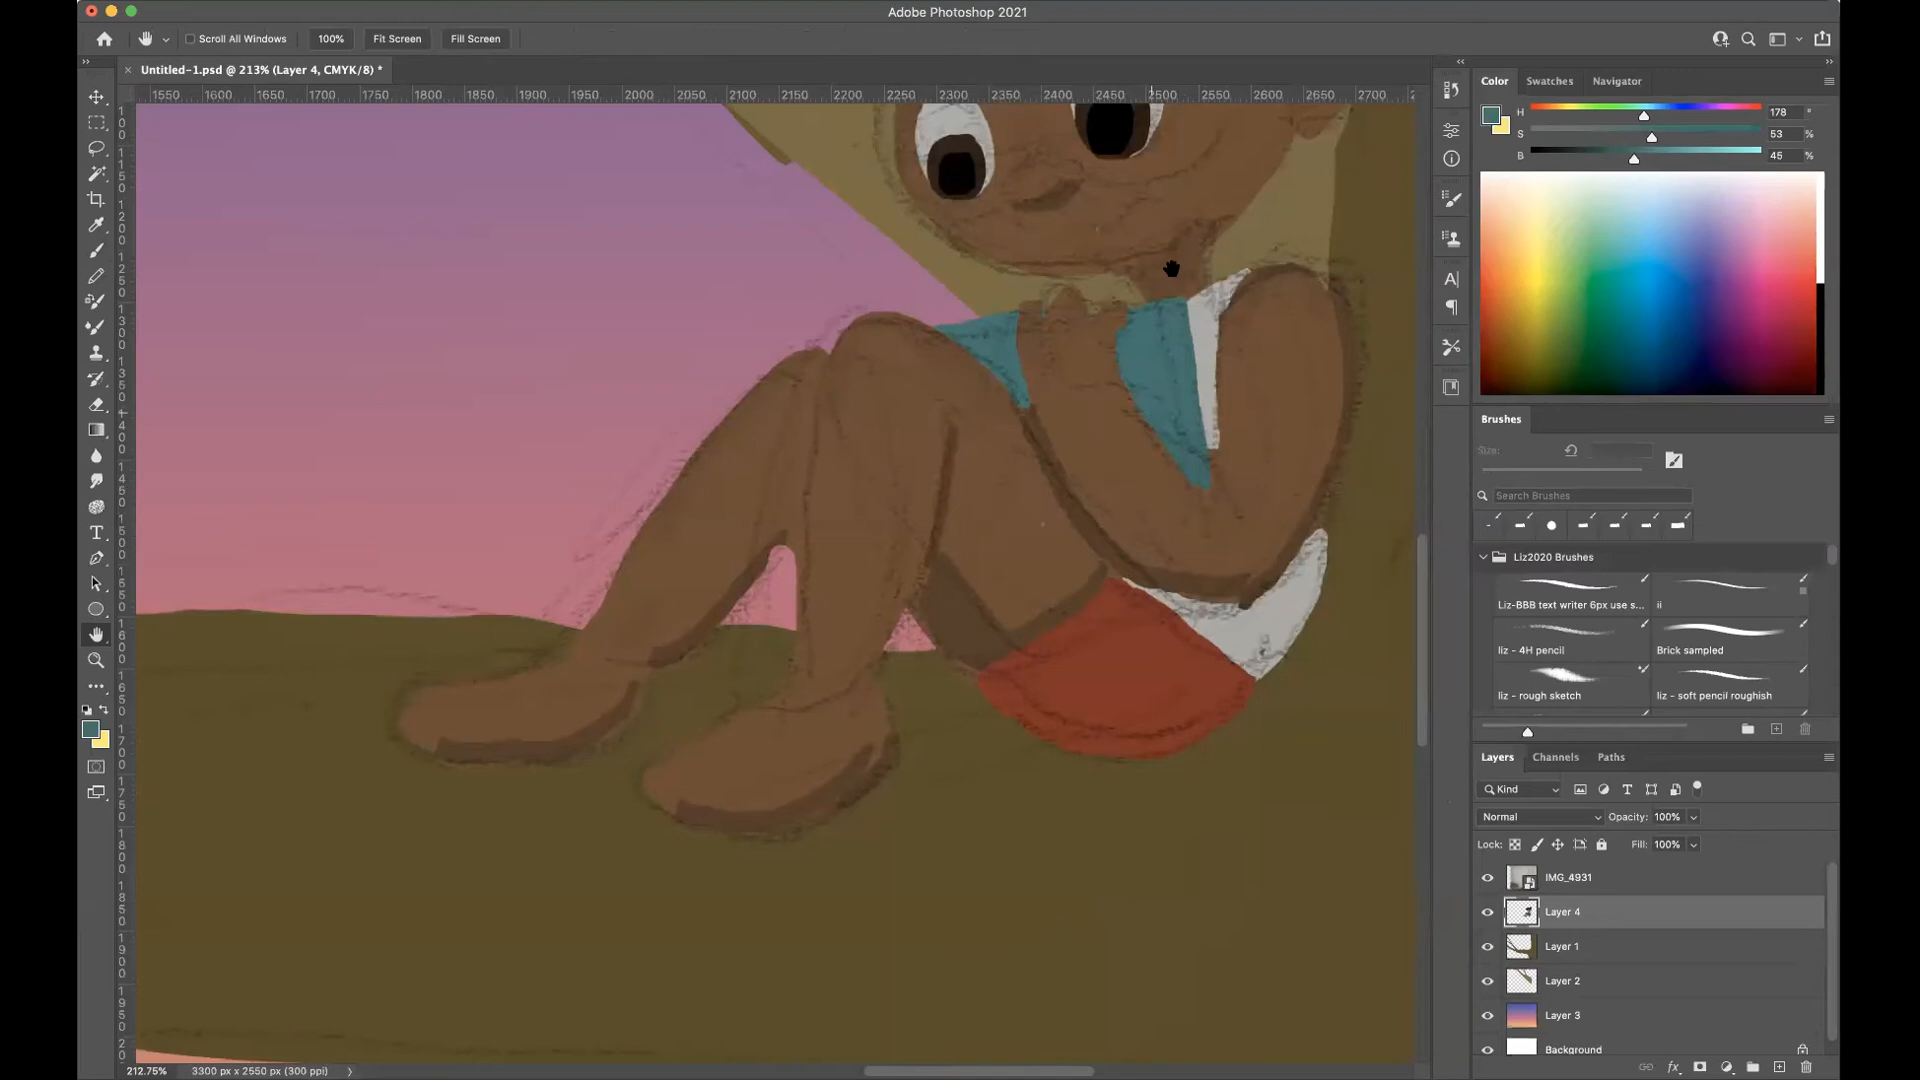 Adobe Photoshop 2021
Scroll All Windows
100%
Fit Screen
Fill Screen
Untitled-1.psd @ 213% (Layer 4, CMYK/8) *
1550 1600 1650 1700 1750 1800 1850 1900 1950 2000 2050 2100 2150 2200 2250 2300 2350 2400 2450 2500 2550 2600 2650 2700
Color
Swatches
Navigator
H 178 °
S 53 %
B 45 %
Brushes
Size:
Search Brushes
Liz2020 Brushes
Liz-BBB text writer 6px use s...
ii
liz - 4H pencil
Brick sampled
liz - rough sketch
liz - soft pencil roughish
Layers
Channels
Paths
Kind
Normal
Opacity: 100%
Lock:
Fill: 100%
IMG_4931
Layer 4
Layer 1
Layer 2
Layer 3
Background
fx
212.75%
3300 px x 2550 px (300 ppi)